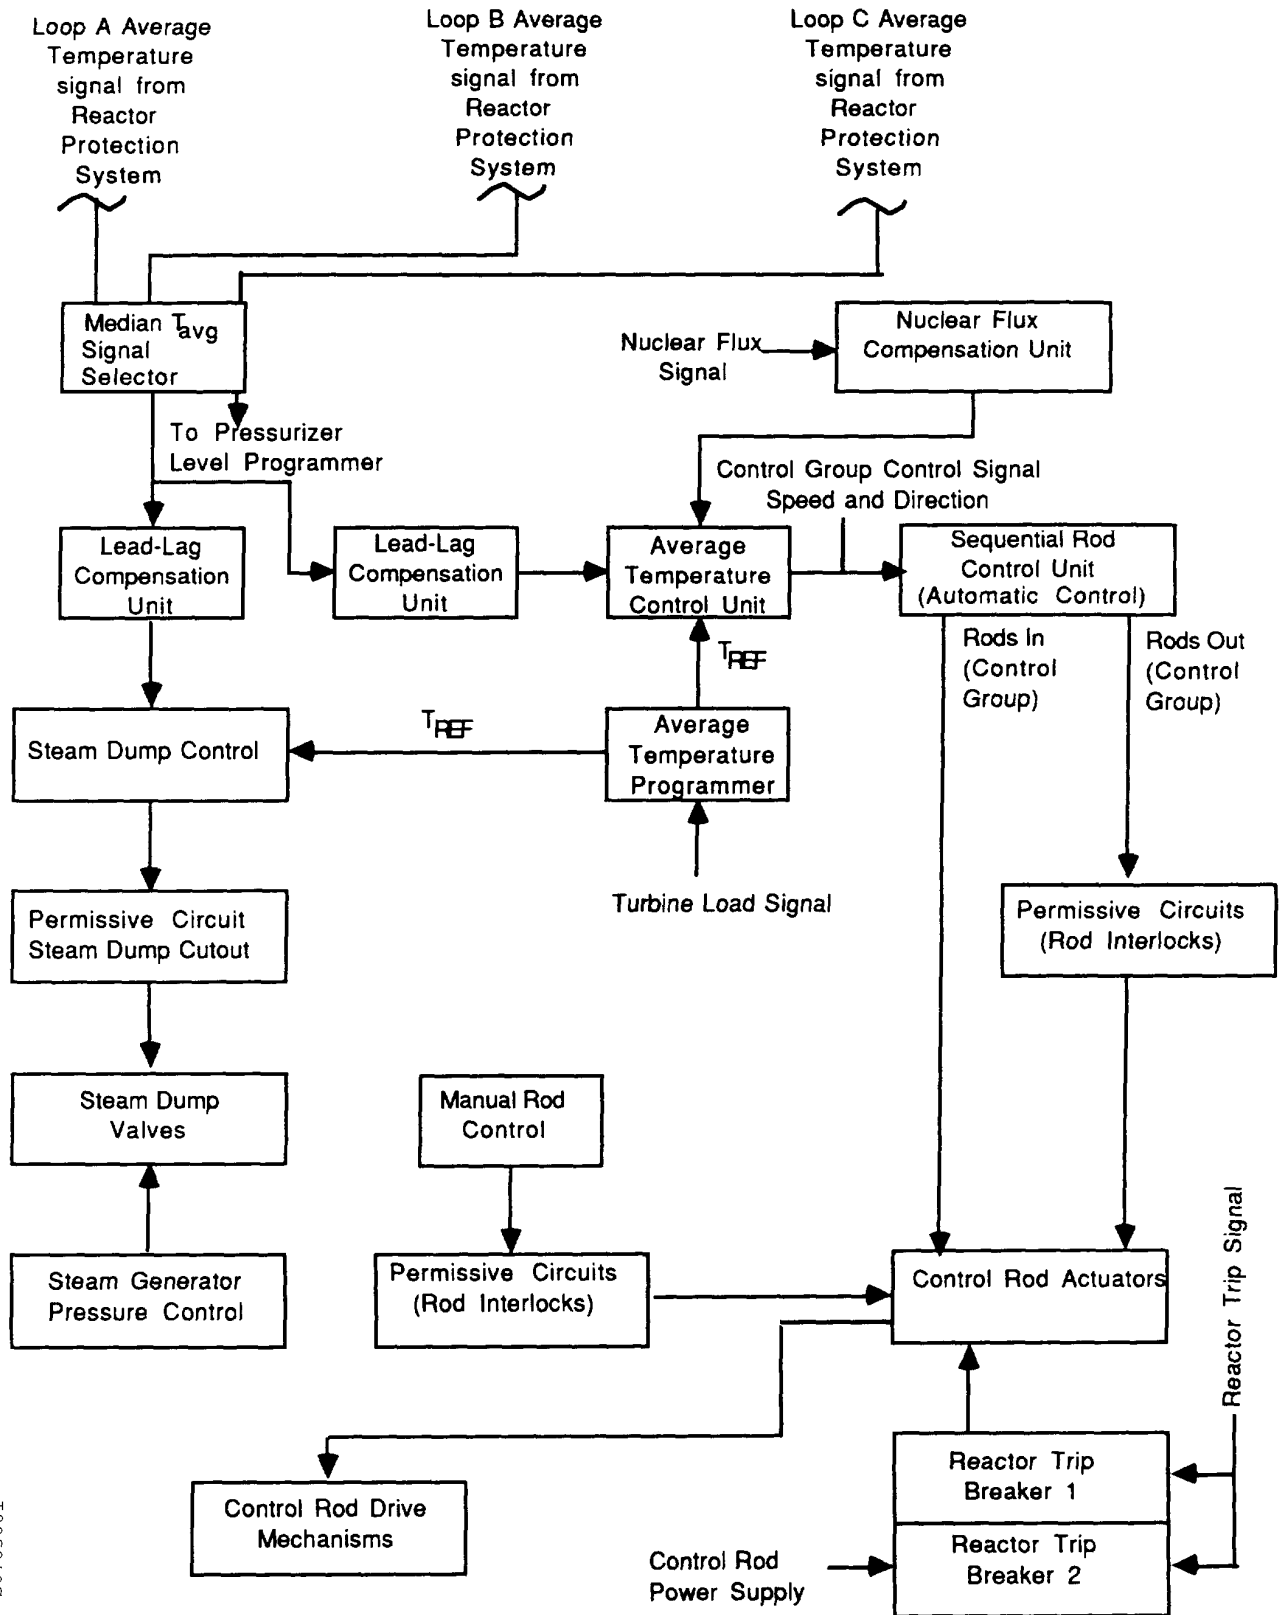 Loop A Average
Temperature
signal from
Reactor
Protection
System
Loop B Average
Temperature
signal from
Reactor
Protection
System
Loop C Average
Temperature
signal from
Reactor
Protection
System
Median Tavg
Signal
Selector
Nuclear Flux
Signal
Nuclear Flux
Compensation Unit
To Pressurizer
Level Programmer
Control Group Control Signal
Speed and Direction
Lead-Lag
Compensation
Unit
Lead-Lag
Compensation
Unit
Average
Temperature
Control Unit
Sequential Rod
Control Unit
(Automatic Control)
TREF
Rods In
(Control
Group)
Rods Out
(Control
Group)
Steam Dump Control
TREF
Average
Temperature
Programmer
Turbine Load Signal
Permissive Circuit
Steam Dump Cutout
Permissive Circuits
(Rod Interlocks)
Steam Dump
Valves
Manual Rod
Control
Steam Generator
Pressure Control
Permissive Circuits
(Rod Interlocks)
Control Rod Actuators
Reactor Trip Signal
Reactor Trip
Breaker 1
Control Rod Drive
Mechanisms
Control Rod
Power Supply
Reactor Trip
Breaker 2